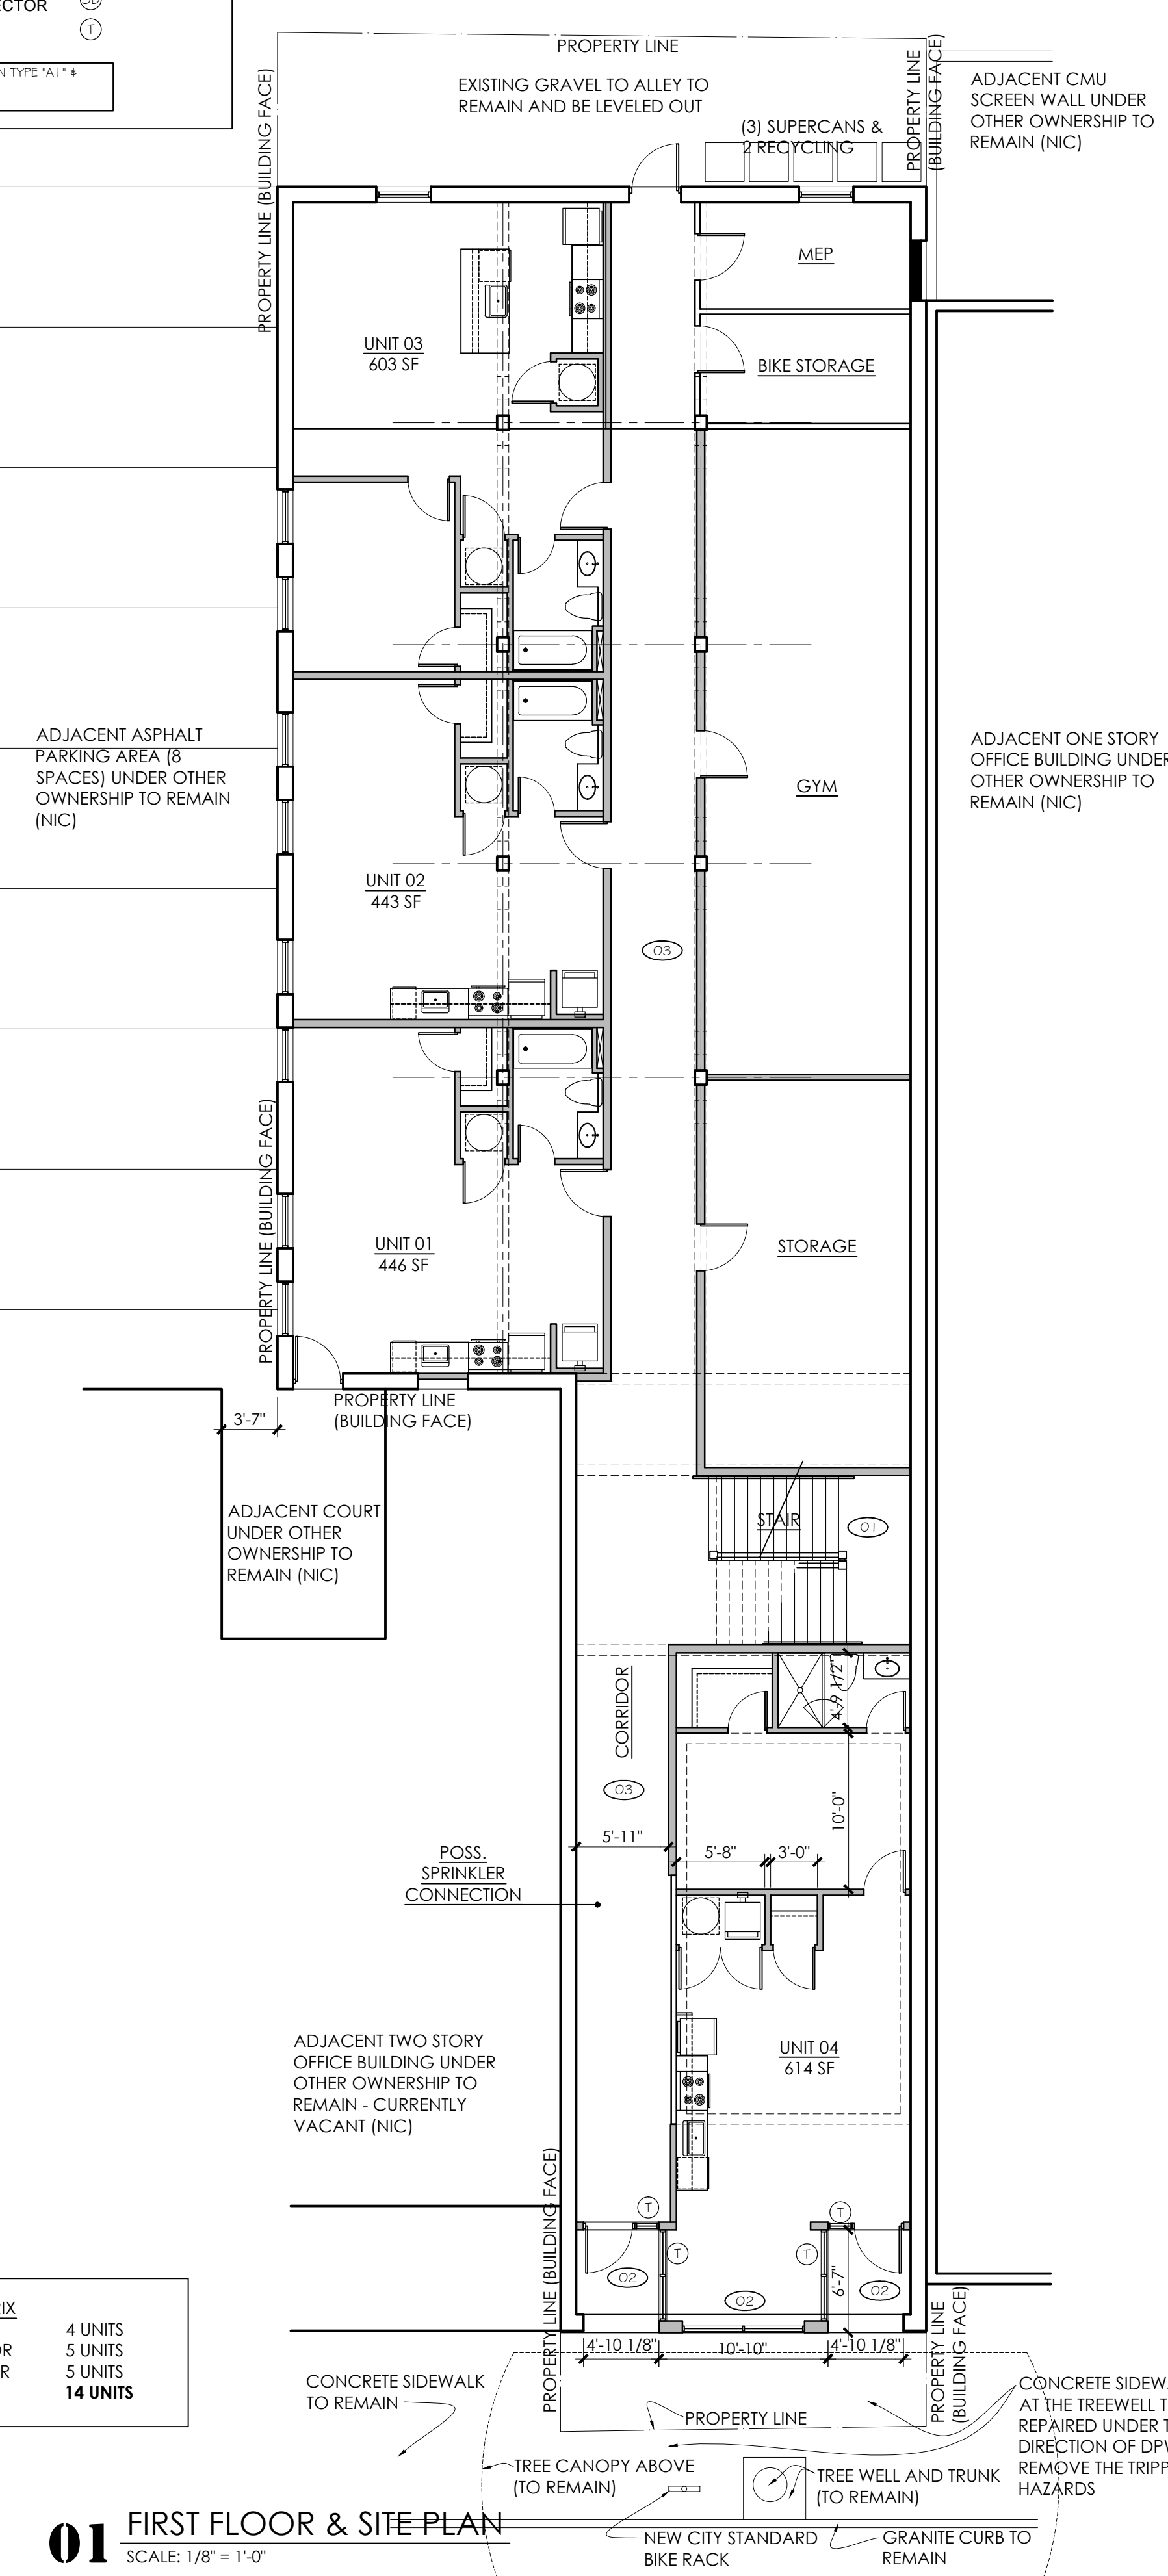 ECTOR
SD
T
N TYPE "A1" &
PROPERTY LINE
EXISTING GRAVEL TO ALLEY TO
REMAIN AND BE LEVELED OUT
(3) SUPERCANS &
2 RECYCLING
PROPERTY LINE
(BUILDING FACE)
ADJACENT CMU
SCREEN WALL UNDER
OTHER OWNERSHIP TO
REMAIN (NIC)
PROPERTY LINE (BUILDING FACE)
MEP
UNIT 03
603 SF
BIKE STORAGE
ADJACENT ASPHALT
PARKING AREA (8
SPACES) UNDER OTHER
OWNERSHIP TO REMAIN
(NIC)
GYM
ADJACENT ONE STORY
OFFICE BUILDING UNDER
OTHER OWNERSHIP TO
REMAIN (NIC)
UNIT 02
443 SF
03
PROPERTY LINE (BUILDING FACE)
UNIT 01
446 SF
STORAGE
PROPERTY LINE
(BUILDING FACE)
3'-7"
ADJACENT COURT
UNDER OTHER
OWNERSHIP TO
REMAIN (NIC)
STAIR
01
CORRIDOR
4'-9 1/2"
03
10'-0"
5'-11"
5'-8"
3'-0"
POSS.
SPRINKLER
CONNECTION
ADJACENT TWO STORY
OFFICE BUILDING UNDER
OTHER OWNERSHIP TO
REMAIN - CURRENTLY
VACANT (NIC)
UNIT 04
614 SF
T
T
T
T
02
02
02
6'-7"
PROPERTY LINE (BUILDING FACE)
4'-10 1/8"
10'-10"
4'-10 1/8"
PROPERTY LINE
(BUILDING FACE)
IX
4 UNITS
OR
5 UNITS
R
5 UNITS
14 UNITS
CONCRETE SIDEWALK
TO REMAIN
PROPERTY LINE
CONCRETE SIDEWA
AT THE TREEWELL T
REPAIRED UNDER T
DIRECTION OF DPW
REMOVE THE TRIPP
HAZARDS
TREE CANOPY ABOVE
(TO REMAIN)
TREE WELL AND TRUNK
(TO REMAIN)
NEW CITY STANDARD
BIKE RACK
GRANITE CURB TO
REMAIN
01 FIRST FLOOR & SITE PLAN
SCALE: 1/8" = 1'-0"